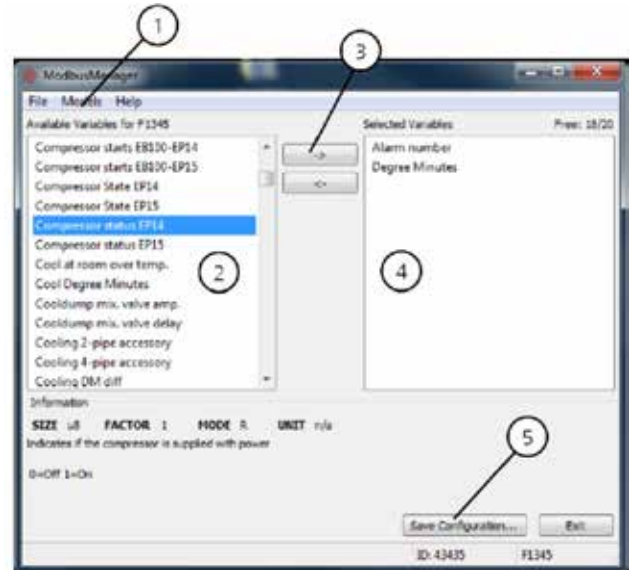 1
3
ModbusManager
File Models Help
Available Variables for F1345
Selected Variables Free: 18/20
Compressor starts EB100-EP14
Compressor starts EB100-EP15
Compressor State EP14
Compressor State EP15
Compressor status EP14
Compressor status EP15
Cool at room over temp.
Cool Degree Minutes
Cooldump mix. valve amp.
Cooldump mix. valve delay
Cooling 2-pipe accessory
Cooling 4-pipe accessory
Cooling DM diff
->
<-
Alarm number
Degree Minutes
2
4
Information
SIZE u8 FACTOR 1 MODE R UNIT n/a
Indicates if the compressor is supplied with power
0=Off 1=On
5
Save Configuration... Exit
ID: 43435 F1345